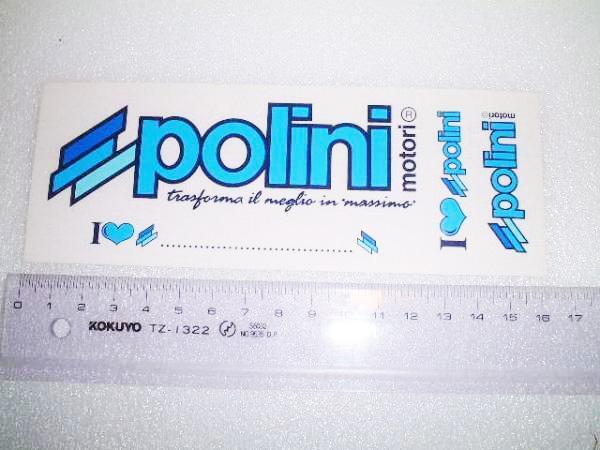 polini
motori®
trasforma il meglio in "massimo"
I ❤ ........................................
I ❤ polini
polini
motori®
0 1 2 3 4 5 6 7 8 9 10 11 12 13 14 15 16 17
KOKUYO TZ-1322